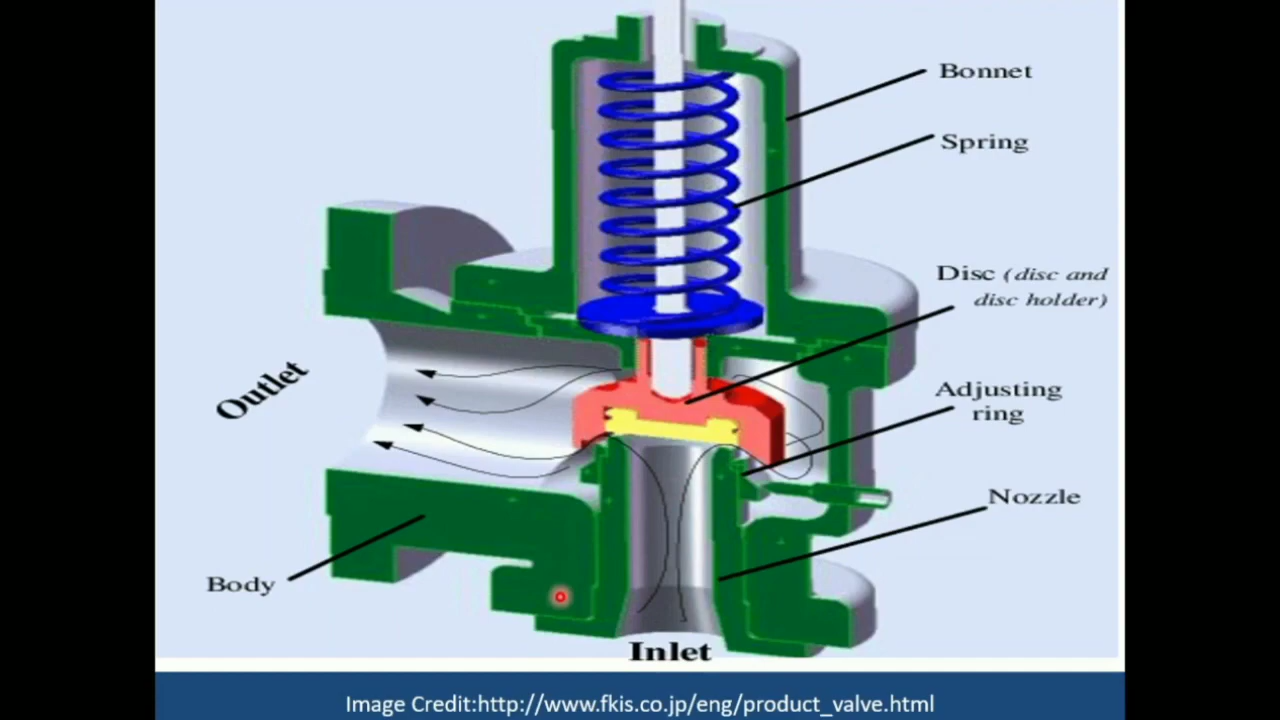 Bonnet
Spring
Disc (disc and
disc holder)
Outlet
Adjusting
ring
Nozzle
Body
Inlet
Image Credit:http://www.fkis.co.jp/eng/product_valve.html